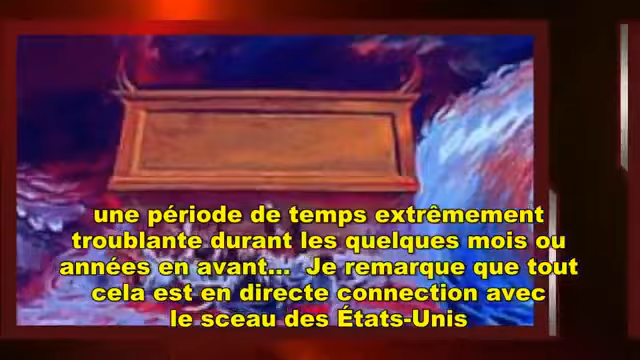 une période de temps extrêmement
troublante durant les quelques mois ou
années en avant... Je remarque que tout
cela est en directe connection avec
le sceau des États-Unis